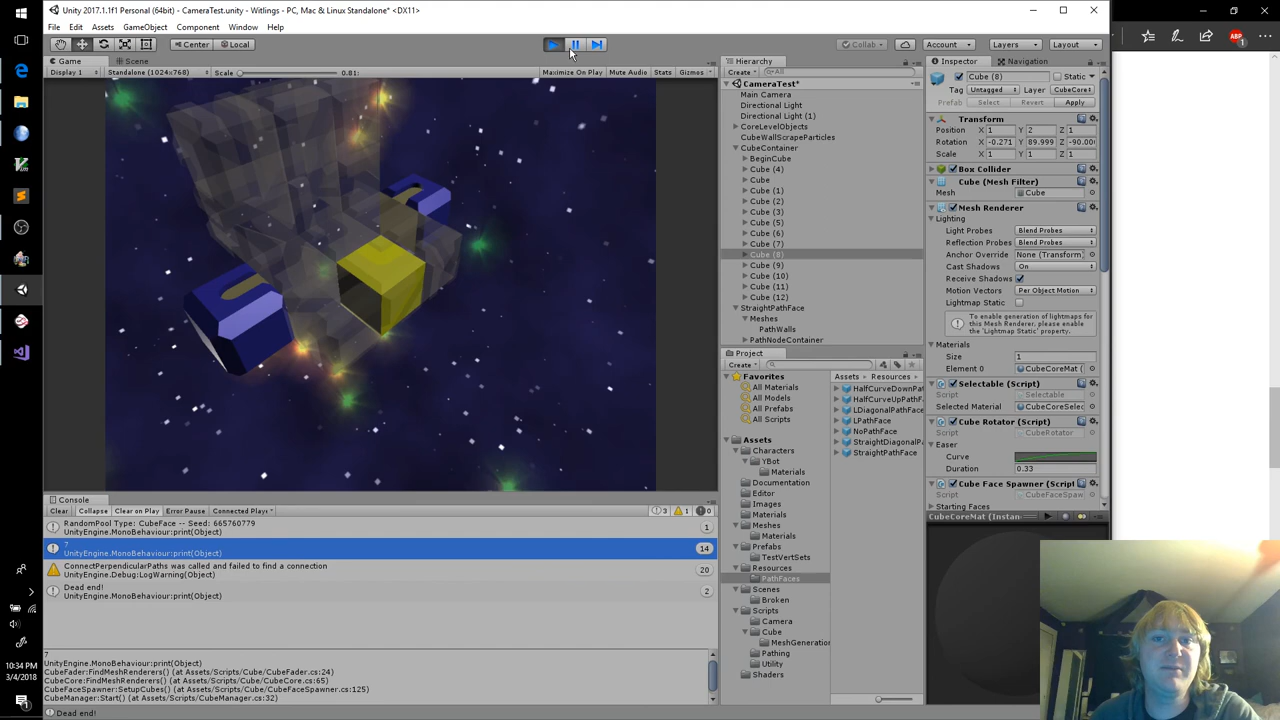 Unity 2017.1.1f1 Personal (64bit) - CameraTest.unity - Witlings - PC, Mac & Linux Standalone* <DX11>
File Edit Assets GameObject Component Window Help
Center Local Collab Account Layers Layout
Game Scene
Display 1 Standalone (1024x768) Scale 0.81: Maximize On Play Mute Audio Stats Gizmos
Hierarchy
Create All
CameraTest*
Main Camera
Directional Light
Directional Light (1)
CoreLevelObjects
CubeWallScrapeParticles
CubeContainer
BeginCube
Cube (4)
Cube
Cube (1)
Cube (2)
Cube (3)
Cube (5)
Cube (6)
Cube (7)
Cube (8)
Cube (9)
Cube (10)
Cube (11)
Cube (12)
StraightPathFace
Meshes
PathWalls
PathNodeContainer
Project
Create
Favorites
All Materials
All Models
All Prefabs
All Scripts
Assets
Characters
YBot
Materials
Documentation
Editor
Images
Materials
Meshes
Materials
Prefabs
TestVertSets
Resources
PathFaces
Scenes
Broken
Scripts
Camera
Cube
MeshGeneration
Pathing
Utility
Shaders
Assets Resources
HalfCurveDownPat
HalfCurveUpPathF
LDiagonalPathFace
LPathFace
NoPathFace
StraightDiagonalP
StraightPathFace
Inspector Navigation
Cube (8) Static
Tag Untagged Layer CubeCore
Prefab Select Revert Apply
Transform
Position X 1 Y 2 Z 1
Rotation X -0.271 Y 89.999 Z -90.00
Scale X 1 Y 1 Z 1
Box Collider
Cube (Mesh Filter)
Mesh Cube
Mesh Renderer
Lighting
Light Probes Blend Probes
Reflection Probes Blend Probes
Anchor Override None (Transform)
Cast Shadows On
Receive Shadows
Motion Vectors Per Object Motion
Lightmap Static
To enable generation of lightmaps for this Mesh Renderer, please enable the 'Lightmap Static' property.
Materials
Size 1
Element 0 CubeCoreMat (
Selectable (Script)
Script Selectable
Selected Material CubeCoreSelec
Cube Rotator (Script)
Script CubeRotator
Easer
Curve
Duration 0.33
Cube Face Spawner (Script
Script CubeFaceSpaw
Starting Faces
CubeCoreMat (Instan
Console
Clear Collapse Clear on Play Error Pause Connected Player 3 1 0
RandomPool Type: CubeFace -- Seed: 665760779
UnityEngine.MonoBehaviour:print(Object) 1
7
UnityEngine.MonoBehaviour:print(Object) 14
ConnectPerpendicularPaths was called and failed to find a connection
UnityEngine.Debug:LogWarning(Object) 20
Dead end!
UnityEngine.MonoBehaviour:print(Object) 2
7
UnityEngine.MonoBehaviour:print(Object)
CubeFader:FindMeshRenderers() (at Assets/Scripts/Cube/CubeFader.cs:24)
CubeCore:FindMeshRenderers() (at Assets/Scripts/Cube/CubeCore.cs:65)
CubeFaceSpawner:SetupCubes() (at Assets/Scripts/Cube/CubeFaceSpawner.cs:125)
CubeManager:Start() (at Assets/Scripts/CubeManager.cs:32)
Dead end!
10:34 PM
3/4/2018
ABP
1